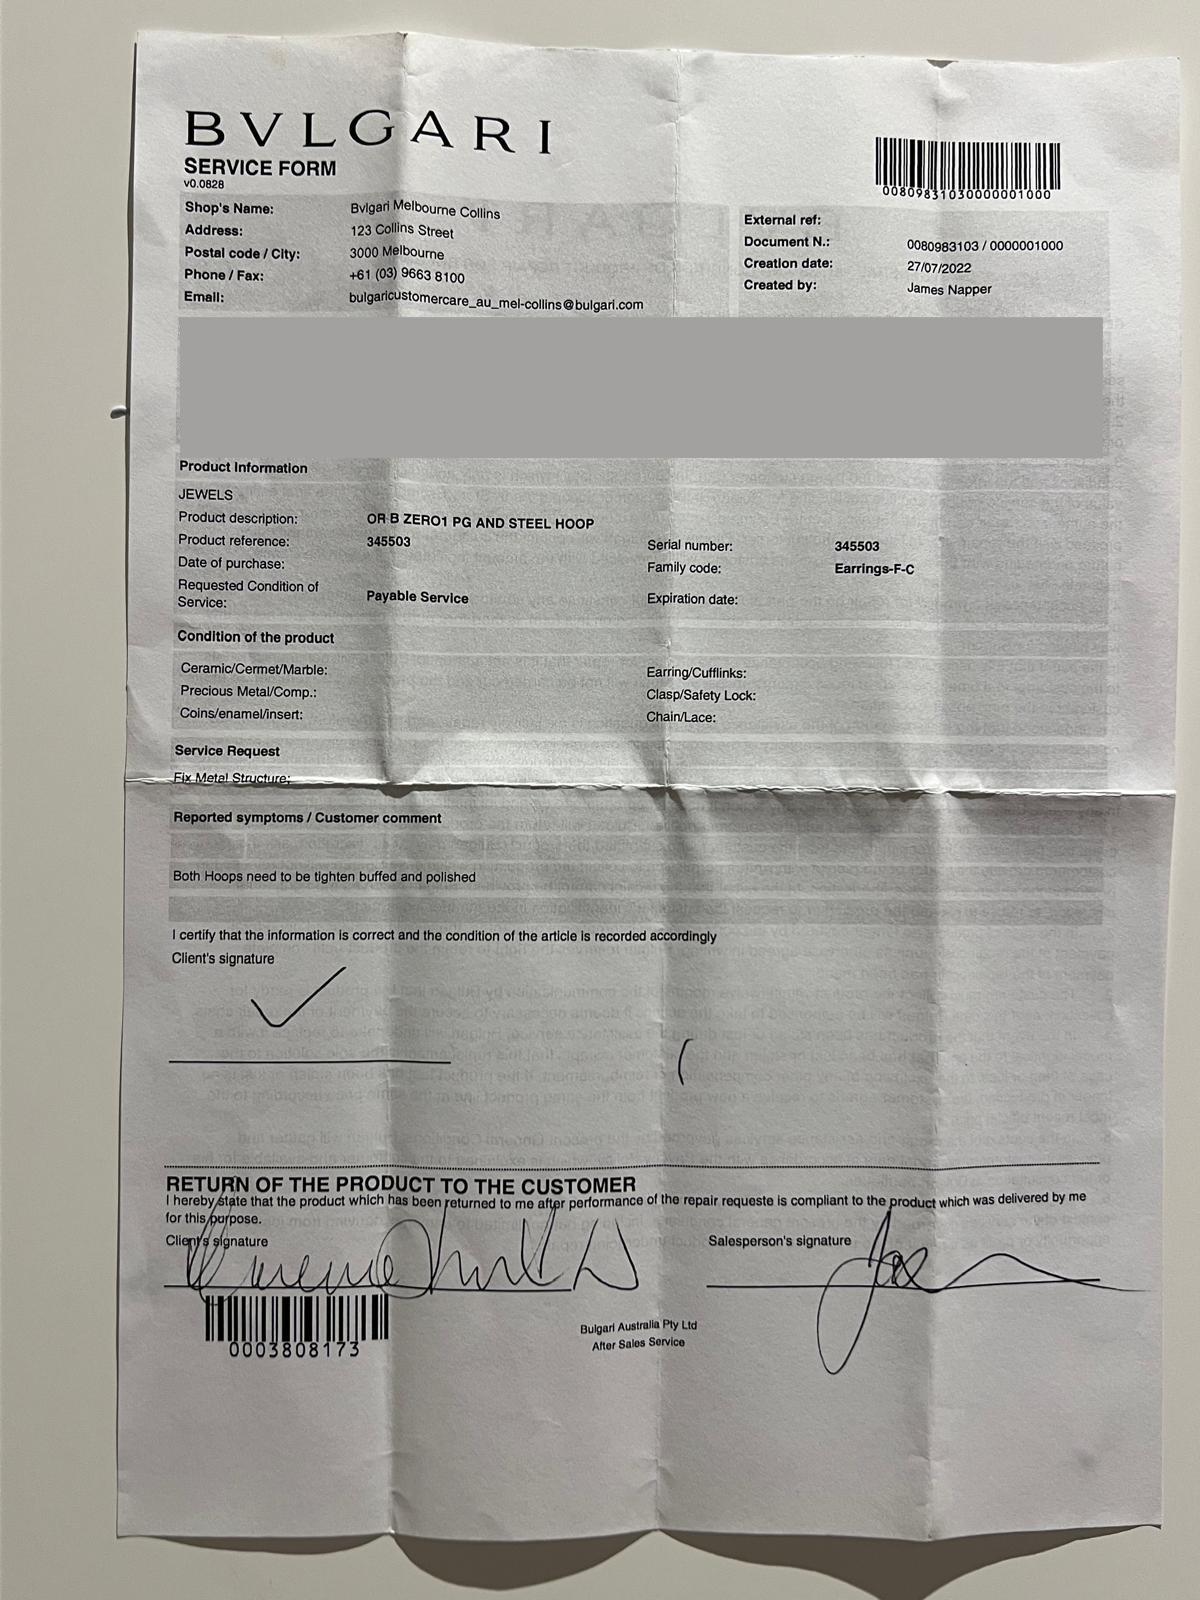 BVLGARI
SERVICE FORM
v0.0828
00809831030000001000
Shop's Name: Bvlgari Melbourne Collins
Address: 123 Collins Street
Postal code / City: 3000 Melbourne
Phone / Fax: +61 (03) 9663 8100
Email: bulgaricustomercare_au_mel-collins@bulgari.com
External ref:
Document N.: 0080983103 / 0000001000
Creation date: 27/07/2022
Created by: James Napper
Product Information
JEWELS
Product description: OR B ZERO1 PG AND STEEL HOOP
Product reference: 345503 Serial number: 345503
Date of purchase: Family code: Earrings-F-C
Requested Condition of
Service: Payable Service Expiration date:
Condition of the product
Ceramic/Cermet/Marble: Earring/Cufflinks:
Precious Metal/Comp.: Clasp/Safety Lock:
Coins/enamel/insert: Chain/Lace:
Service Request
Fix Metal Structure:
Reported symptoms / Customer comment
Both Hoops need to be tighten buffed and polished
I certify that the information is correct and the condition of the article is recorded accordingly
Client's signature
RETURN OF THE PRODUCT TO THE CUSTOMER
I hereby state that the product which has been returned to me after performance of the repair requeste is compliant to the product which was delivered by me
for this purpose.
Client's signature Salesperson's signature
0003808173
Bulgari Australia Pty Ltd
After Sales Service